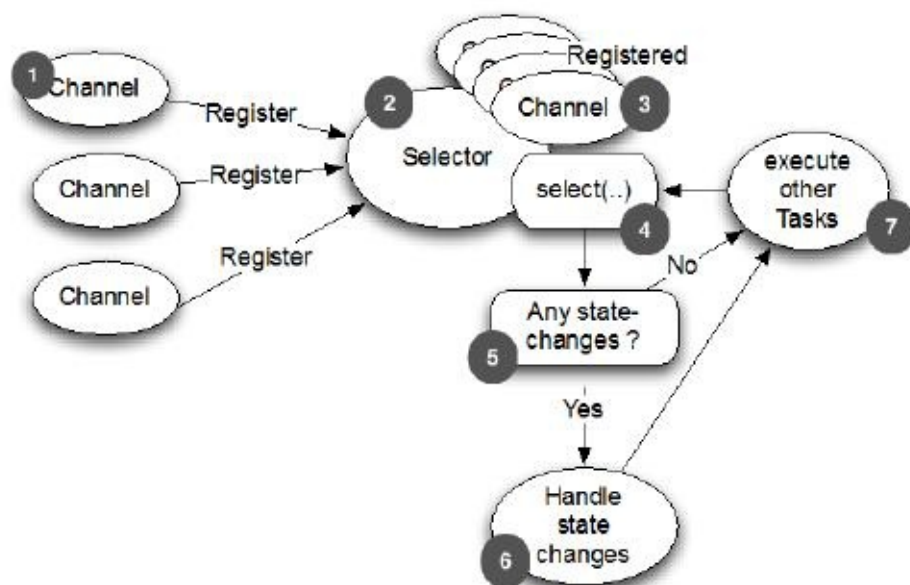 1
Channel
Register
Channel
Register
Channel
Register
2
Selector
Registered
Channel
3
select(..)
4
Any state-
changes ?
5
No
Yes
Handle
state
changes
6
execute
other
Tasks
7